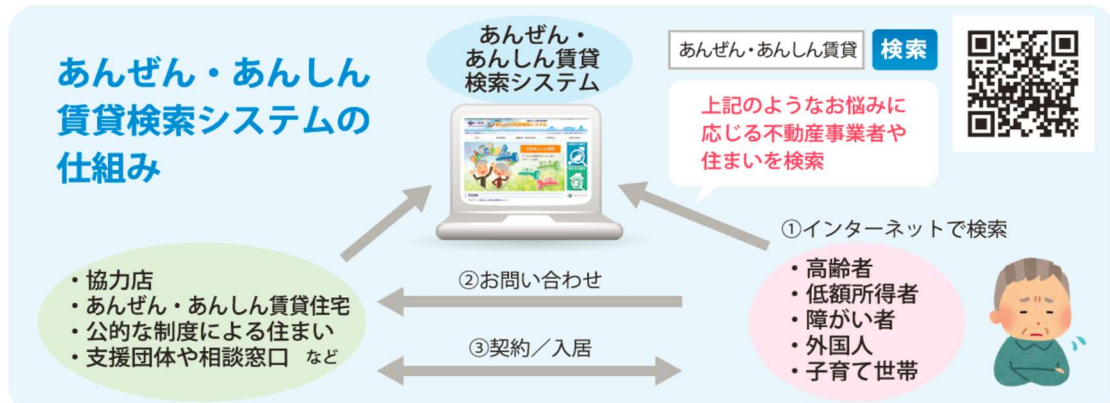 あんぜん・あんしん
賃貸検索システムの
仕組み
あんぜん・
あんしん賃貸
検索システム
あんぜん・あんしん賃貸
検索
上記のようなお悩みに
応じる不動産事業者や
住まいを検索
①インターネットで検索
・協力店
・あんぜん・あんしん賃貸住宅
・公的な制度による住まい
・支援団体や相談窓口 など
②お問い合わせ
③契約／入居
・高齢者
・低額所得者
・障がい者
・外国人
・子育て世帯